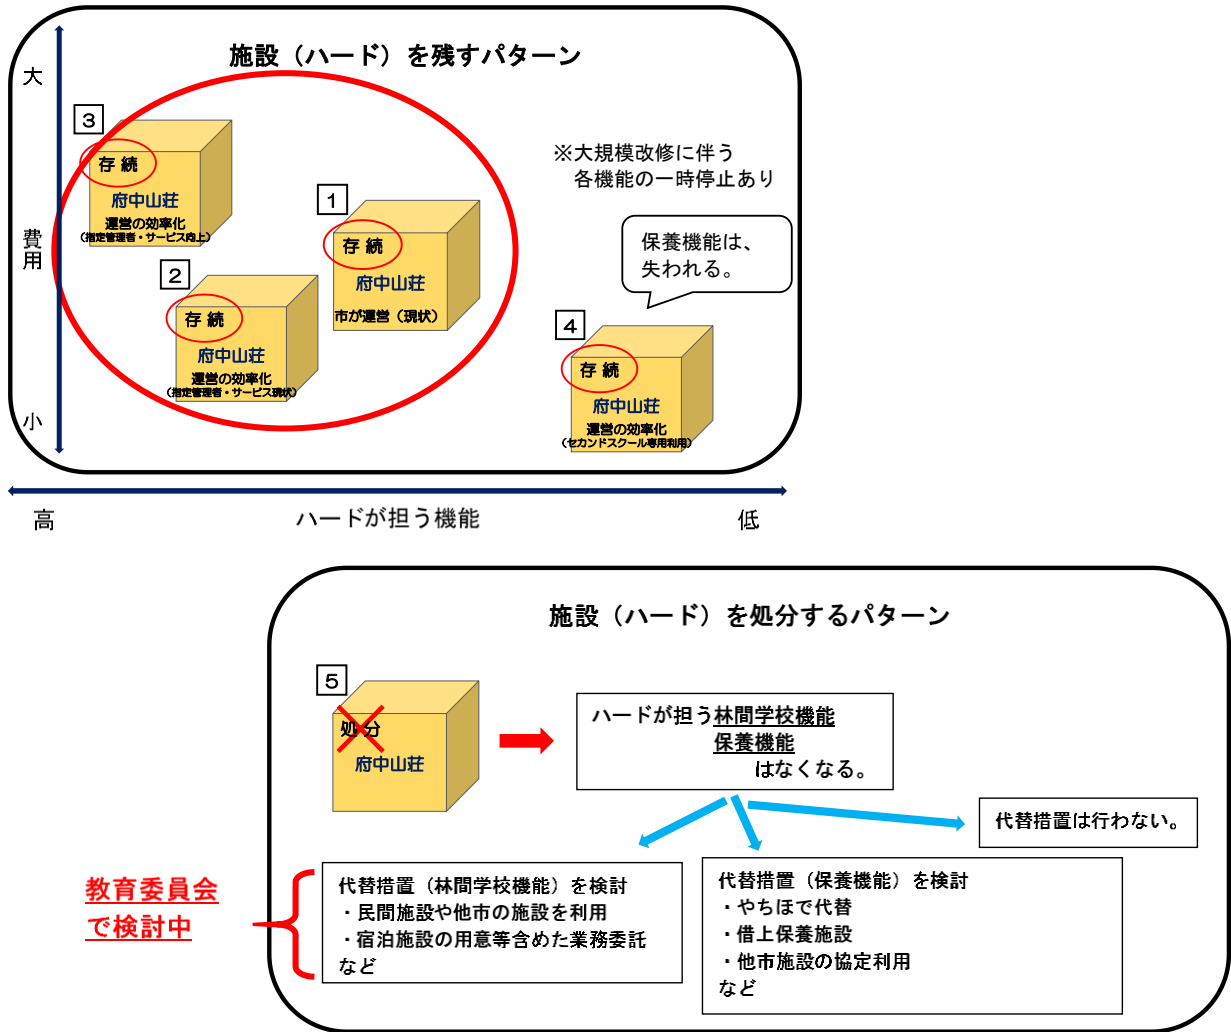 施設（ハード）を残すパターン
大
費用
小
3
存 続
府中山荘
運営の効率化
（指定管理者・サービス向上）
1
存 続
府中山荘
市が運営（現状）
2
存 続
府中山荘
運営の効率化
（指定管理者・サービス現状）
※大規模改修に伴う
各機能の一時停止あり
保養機能は、
失われる。
4
存 続
府中山荘
運営の効率化
（セカンドスクール専用利用）
高
ハードが担う機能
低
施設（ハード）を処分するパターン
5
処 分
府中山荘
ハードが担う林間学校機能
保養機能
はなくなる。
代替措置は行わない。
教育委員会
で検討中
代替措置（林間学校機能）を検討
・民間施設や他市の施設を利用
・宿泊施設の用意等含めた業務委託
など
代替措置（保養機能）を検討
・やちほで代替
・借上保養施設
・他市施設の協定利用
など